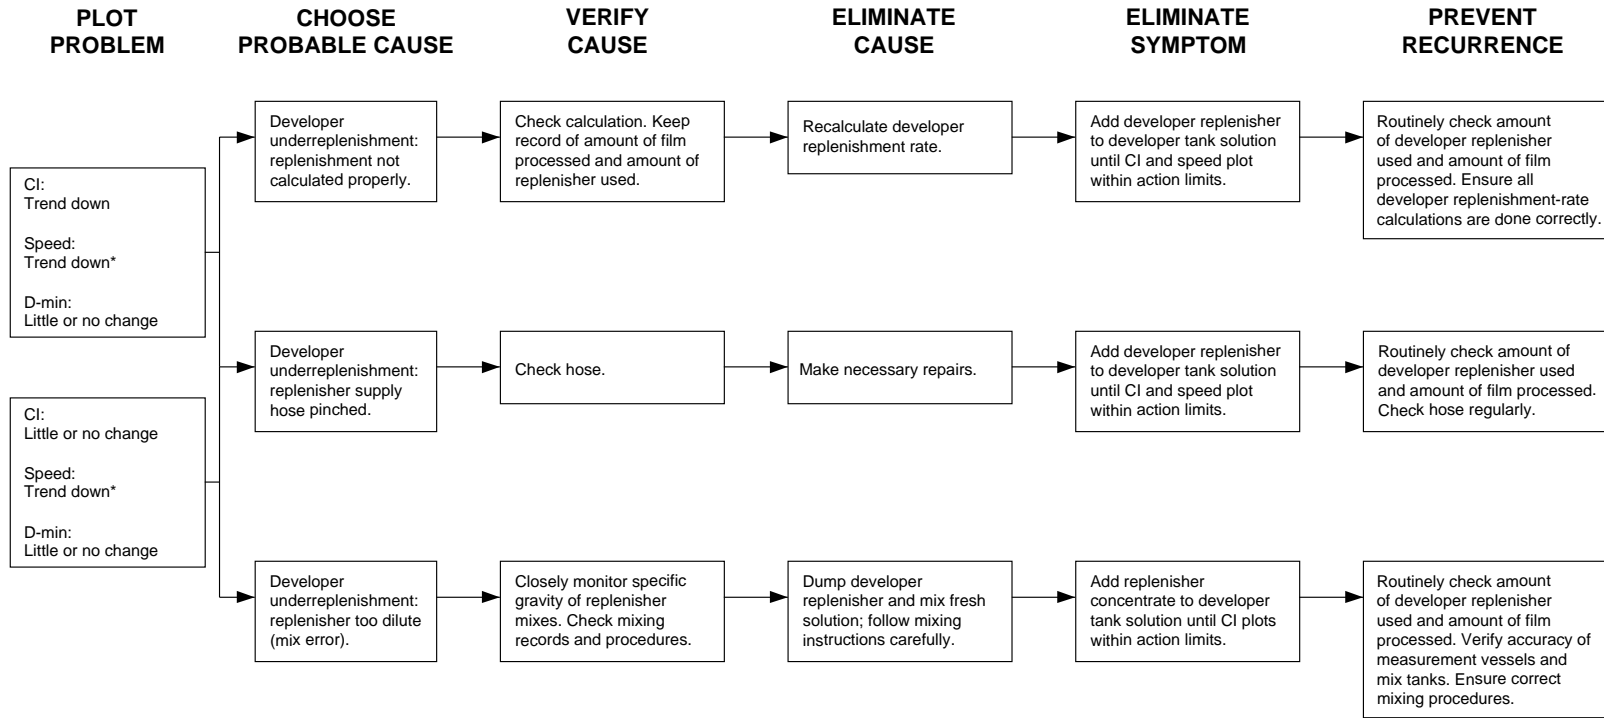 PLOT
PROBLEM
CHOOSE
PROBABLE CAUSE
VERIFY
CAUSE
ELIMINATE
CAUSE
ELIMINATE
SYMPTOM
PREVENT
RECURRENCE
CI:
Trend down
Speed:
Trend down*
D-min:
Little or no change
CI:
Little or no change
Speed:
Trend down*
D-min:
Little or no change
Developer
underreplenishment:
replenishment not
calculated properly.
Check calculation. Keep
record of amount of film
processed and amount of
replenisher used.
Recalculate developer
replenishment rate.
Add developer replenisher
to developer tank solution
until CI and speed plot
within action limits.
Routinely check amount
of developer replenisher
used and amount of film
processed. Ensure all
developer replenishment-rate
calculations are done correctly.
Developer
underreplenishment:
replenisher supply
hose pinched.
Check hose.
Make necessary repairs.
Add developer replenisher
to developer tank solution
until CI and speed plot
within action limits.
Routinely check amount of
developer replenisher used
and amount of film processed.
Check hose regularly.
Developer
underreplenishment:
replenisher too dilute
(mix error).
Closely monitor specific
gravity of replenisher
mixes. Check mixing
records and procedures.
Dump developer
replenisher and mix fresh
solution; follow mixing
instructions carefully.
Add replenisher
concentrate to developer
tank solution until CI plots
within action limits.
Routinely check amount
of developer replenisher
used and amount of film
processed. Verify accuracy of
measurement vessels and
mix tanks. Ensure correct
mixing procedures.